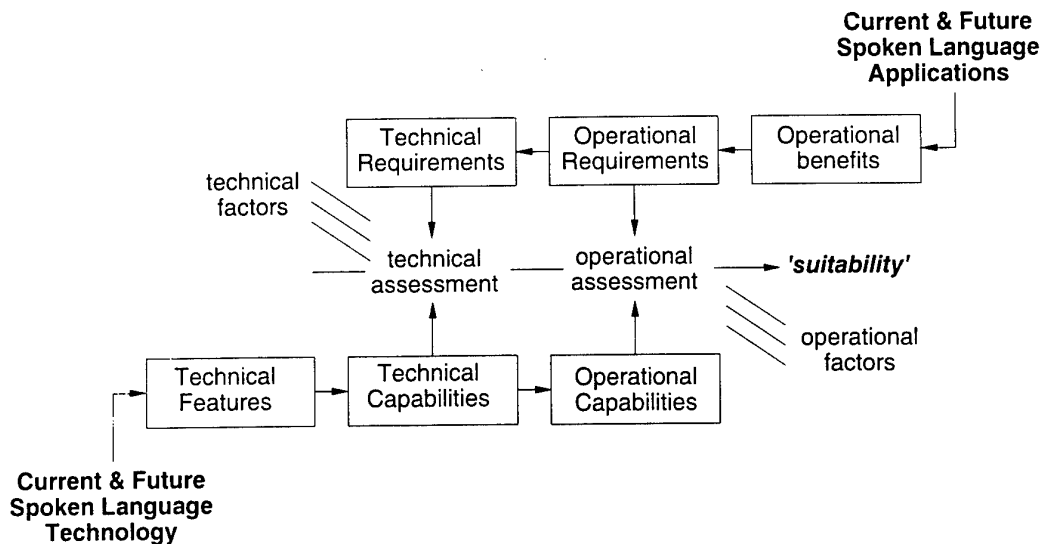 Current & Future
Spoken Language
Applications
Technical
Requirements
Operational
Requirements
Operational
benefits
technical
factors
technical
assessment
operational
assessment
'suitability'
operational
factors
Technical
Features
Technical
Capabilities
Operational
Capabilities
Current & Future
Spoken Language
Technology